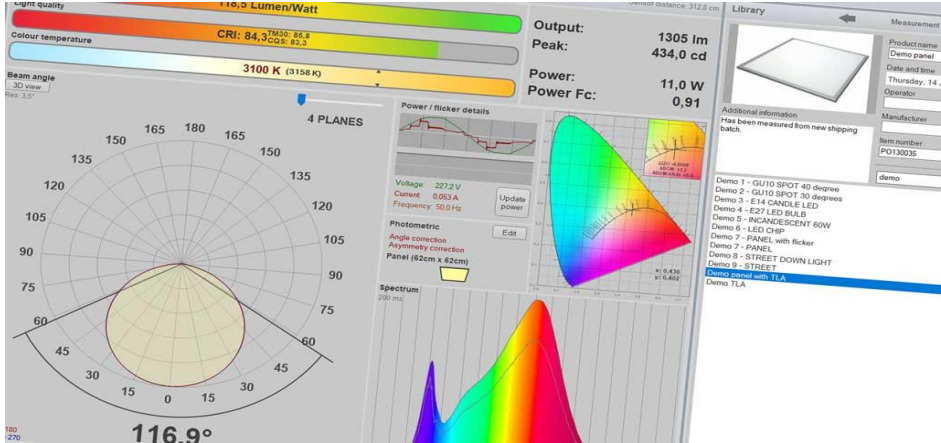 118,5 Lumen/Watt
Light quality
CRI: 84,3 TM30: 85,8
CQS: 83,3
Colour temperature
3100 K (3158 K)
Beam angle
3D view
Res: 3,5°
4 PLANES
180
165 165
150 150
135 135
120 120
105 105
90 90
75 75
60 60
45 45
30 30
15 0 15
116.9°
180
270
sensor distance: 312,8 cm
Output: 1305 lm
Peak: 434,0 cd
Power: 11,0 W
Power Fc: 0,91
Power / flicker details
Voltage: 227,2 V
Current: 0,053 A
Frequency: 50,0 Hz
Update power
Photometric
Edit
Angle correction
Asymmetry correction
Panel (62cm x 62cm)
x: 0,430
y: 0,402
Spectrum
200 ms
Library
Measurement
Product name
Demo panel
Date and time
Thursday, 14
Operator
Manufacturer
Item number
PO130035
demo
Additional information
Has been measured from new shipping
batch.
Demo 1 - GU10 SPOT 40 degree
Demo 2 - GU10 SPOT 30 degrees
Demo 3 - E14 CANDLE LED
Demo 4 - E27 LED BULB
Demo 5 - INCANDESCENT 60W
Demo 6 - LED CHIP
Demo 7 - PANEL with flicker
Demo 7 - PANEL
Demo 8 - STREET DOWN LIGHT
Demo 9 - STREET
Demo panel with TLA
Demo TLA